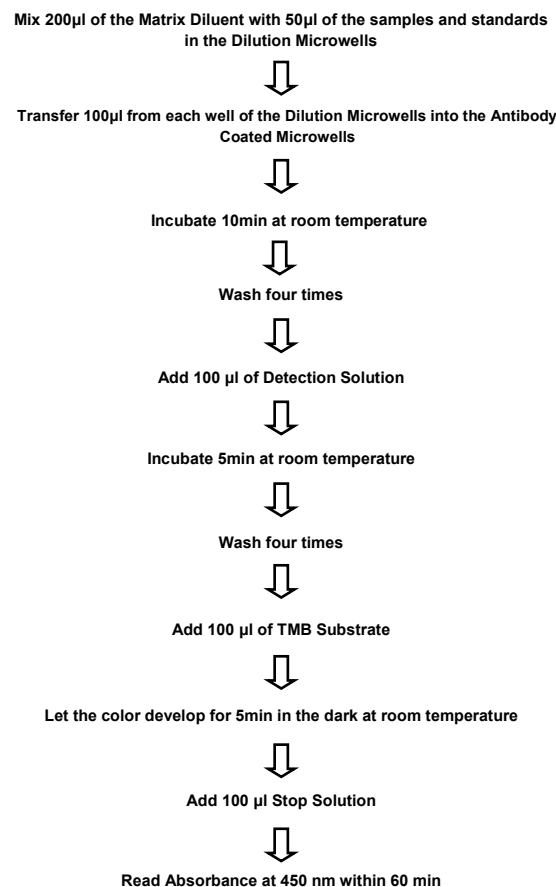 Mix 200µl of the Matrix Diluent with 50µl of the samples and standards
in the Dilution Microwells
Transfer 100µl from each well of the Dilution Microwells into the Antibody
Coated Microwells
Incubate 10min at room temperature
Wash four times
Add 100 µl of Detection Solution
Incubate 5min at room temperature
Wash four times
Add 100 µl of TMB Substrate
Let the color develop for 5min in the dark at room temperature
Add 100 µl Stop Solution
Read Absorbance at 450 nm within 60 min